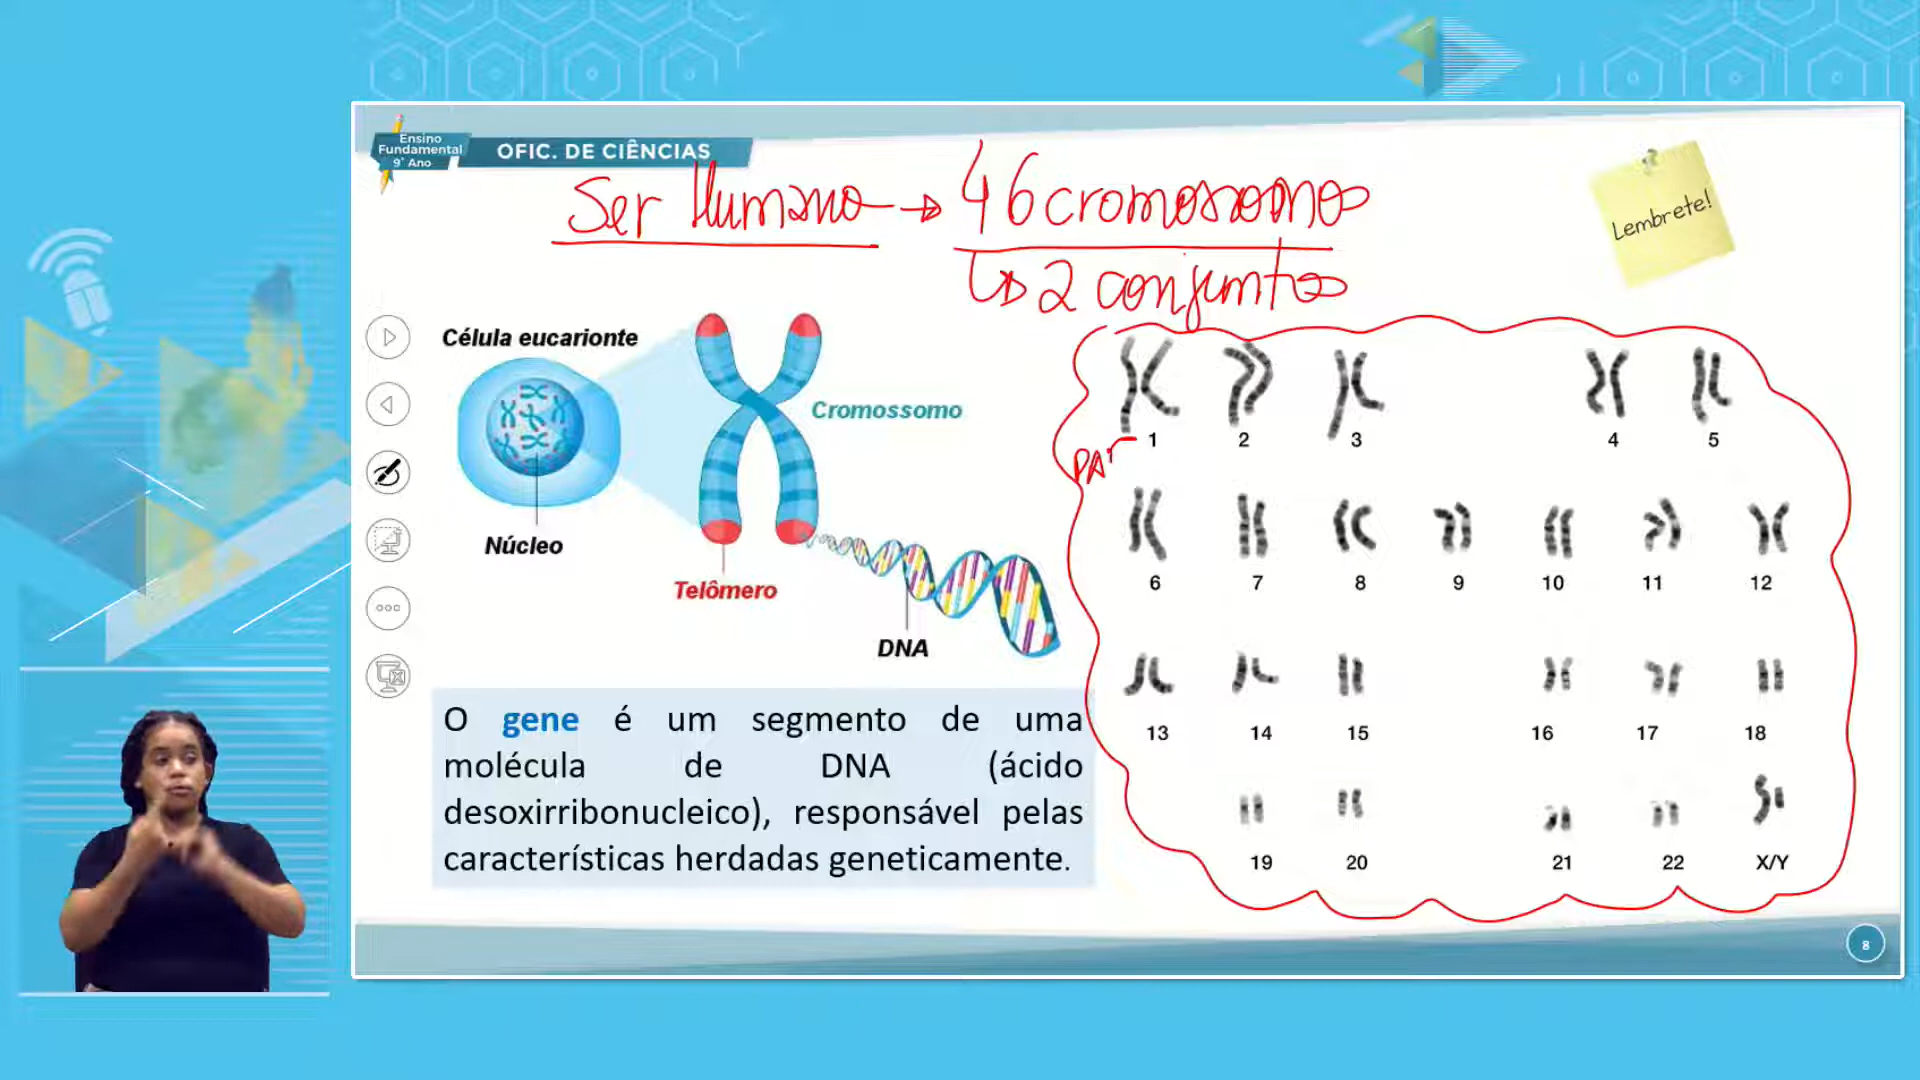 Ensino
Fundamental
9° Ano
OFIC. DE CIÊNCIAS
Ser Humano → 46 cromossomos
↳ 2 conjuntos
Lembrete!
Célula eucarionte
Cromossomo
Núcleo
Telômero
DNA
O gene é um segmento de uma
molécula de DNA (ácido
desoxirribonucleico), responsável pelas
características herdadas geneticamente.
PAr
1 2 3 4 5
6 7 8 9 10 11 12
13 14 15 16 17 18
19 20 21 22 X/Y
8